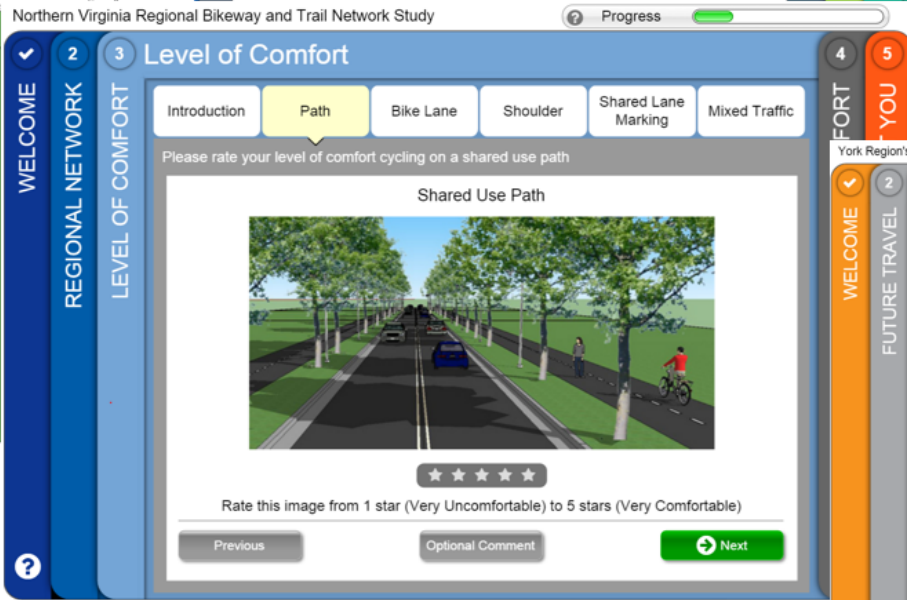 Northern Virginia Regional Bikeway and Trail Network Study
? Progress
WELCOME
2
REGIONAL NETWORK
3
LEVEL OF COMFORT
Level of Comfort
Introduction
Path
Bike Lane
Shoulder
Shared Lane
Marking
Mixed Traffic
Please rate your level of comfort cycling on a shared use path
Shared Use Path
Rate this image from 1 star (Very Uncomfortable) to 5 stars (Very Comfortable)
Previous
Optional Comment
Next
?
4
FORT
5
YOU
York Region's
WELCOME
2
FUTURE TRAVEL